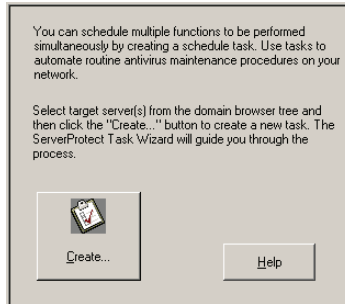 You can schedule multiple functions to be performed
simultaneously by creating a schedule task. Use tasks to
automate routine antivirus maintenance procedures on your
network.
Select target server(s) from the domain browser tree and
then click the "Create..." button to create a new task. The
ServerProtect Task Wizard will guide you through the
process.
Create...
Help